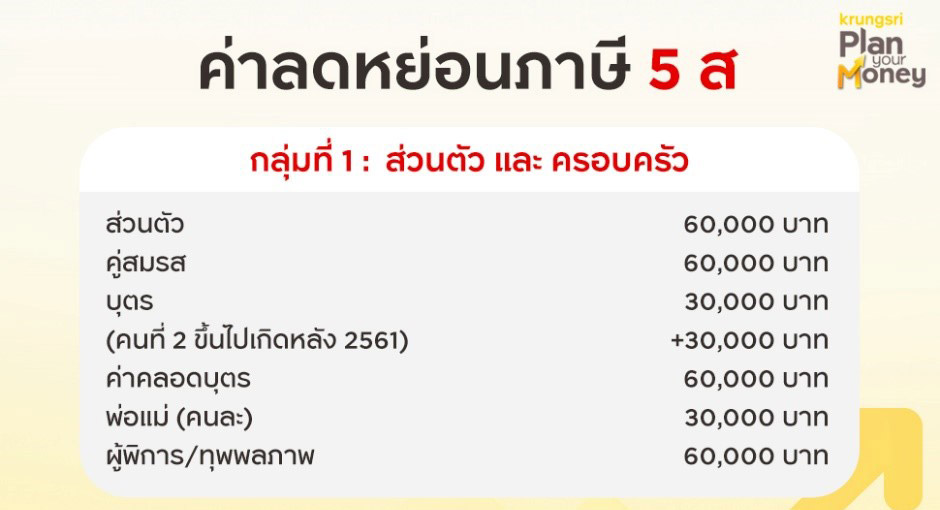 krungsri
Plan
your
Money
ค่าลดหย่อนภาษี 5 ส
กลุ่มที่ 1 : ส่วนตัว และ ครอบครัว
ส่วนตัว 60,000 บาท
คู่สมรส 60,000 บาท
บุตร 30,000 บาท
(คนที่ 2 ขึ้นไปเกิดหลัง 2561) +30,000 บาท
ค่าคลอดบุตร 60,000 บาท
พ่อแม่ (คนละ) 30,000 บาท
ผู้พิการ/ทุพพลภาพ 60,000 บาท